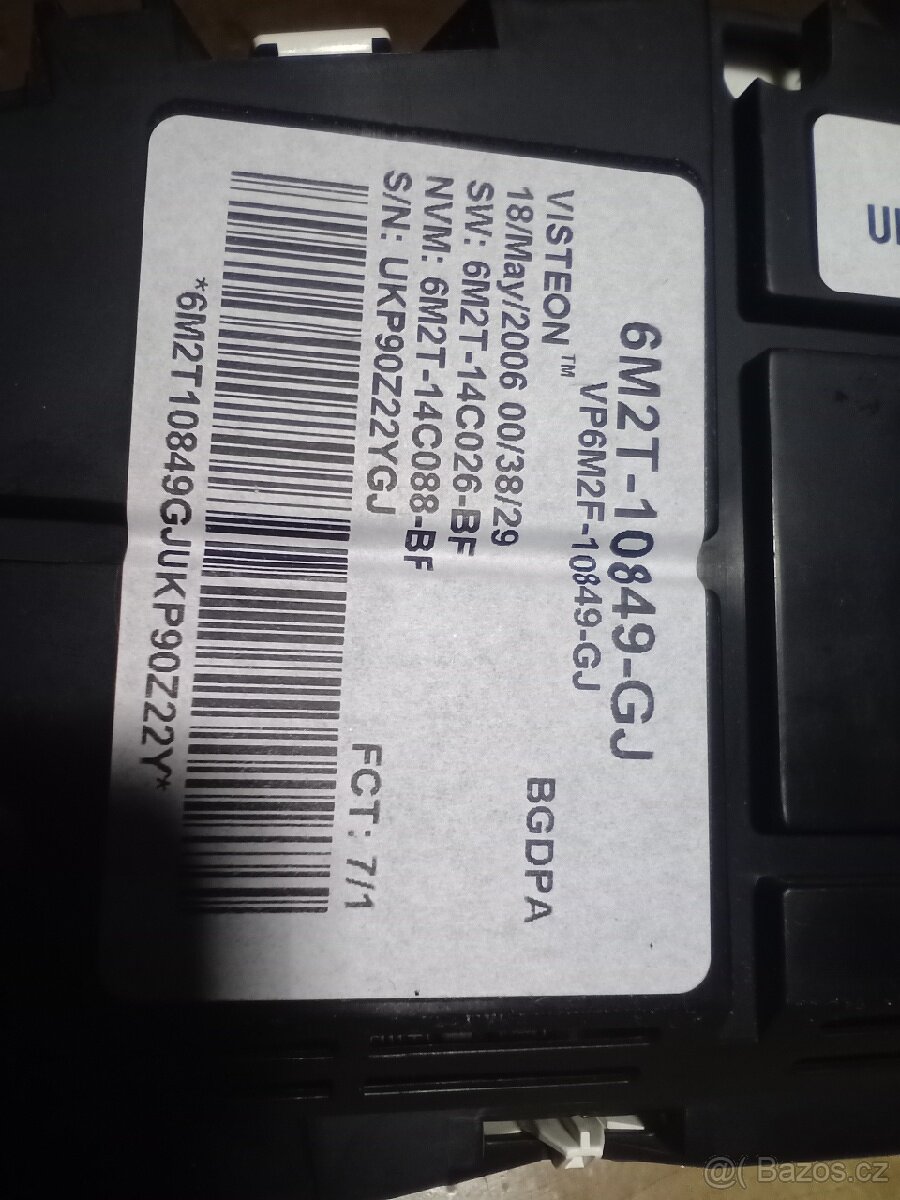 6M2T-10849-GJ
VP6M2F-10849-GJ
VISTEON™
BGDPA
18/May/2006 00/38/29
SW: 6M2T-14C026-BF
NVM: 6M2T-14C088-BF
S/N: UKP90Z22YGJ
FCT: 7/1
*6M2T10849GJUKP90Z22Y*
@( Bazos.cz